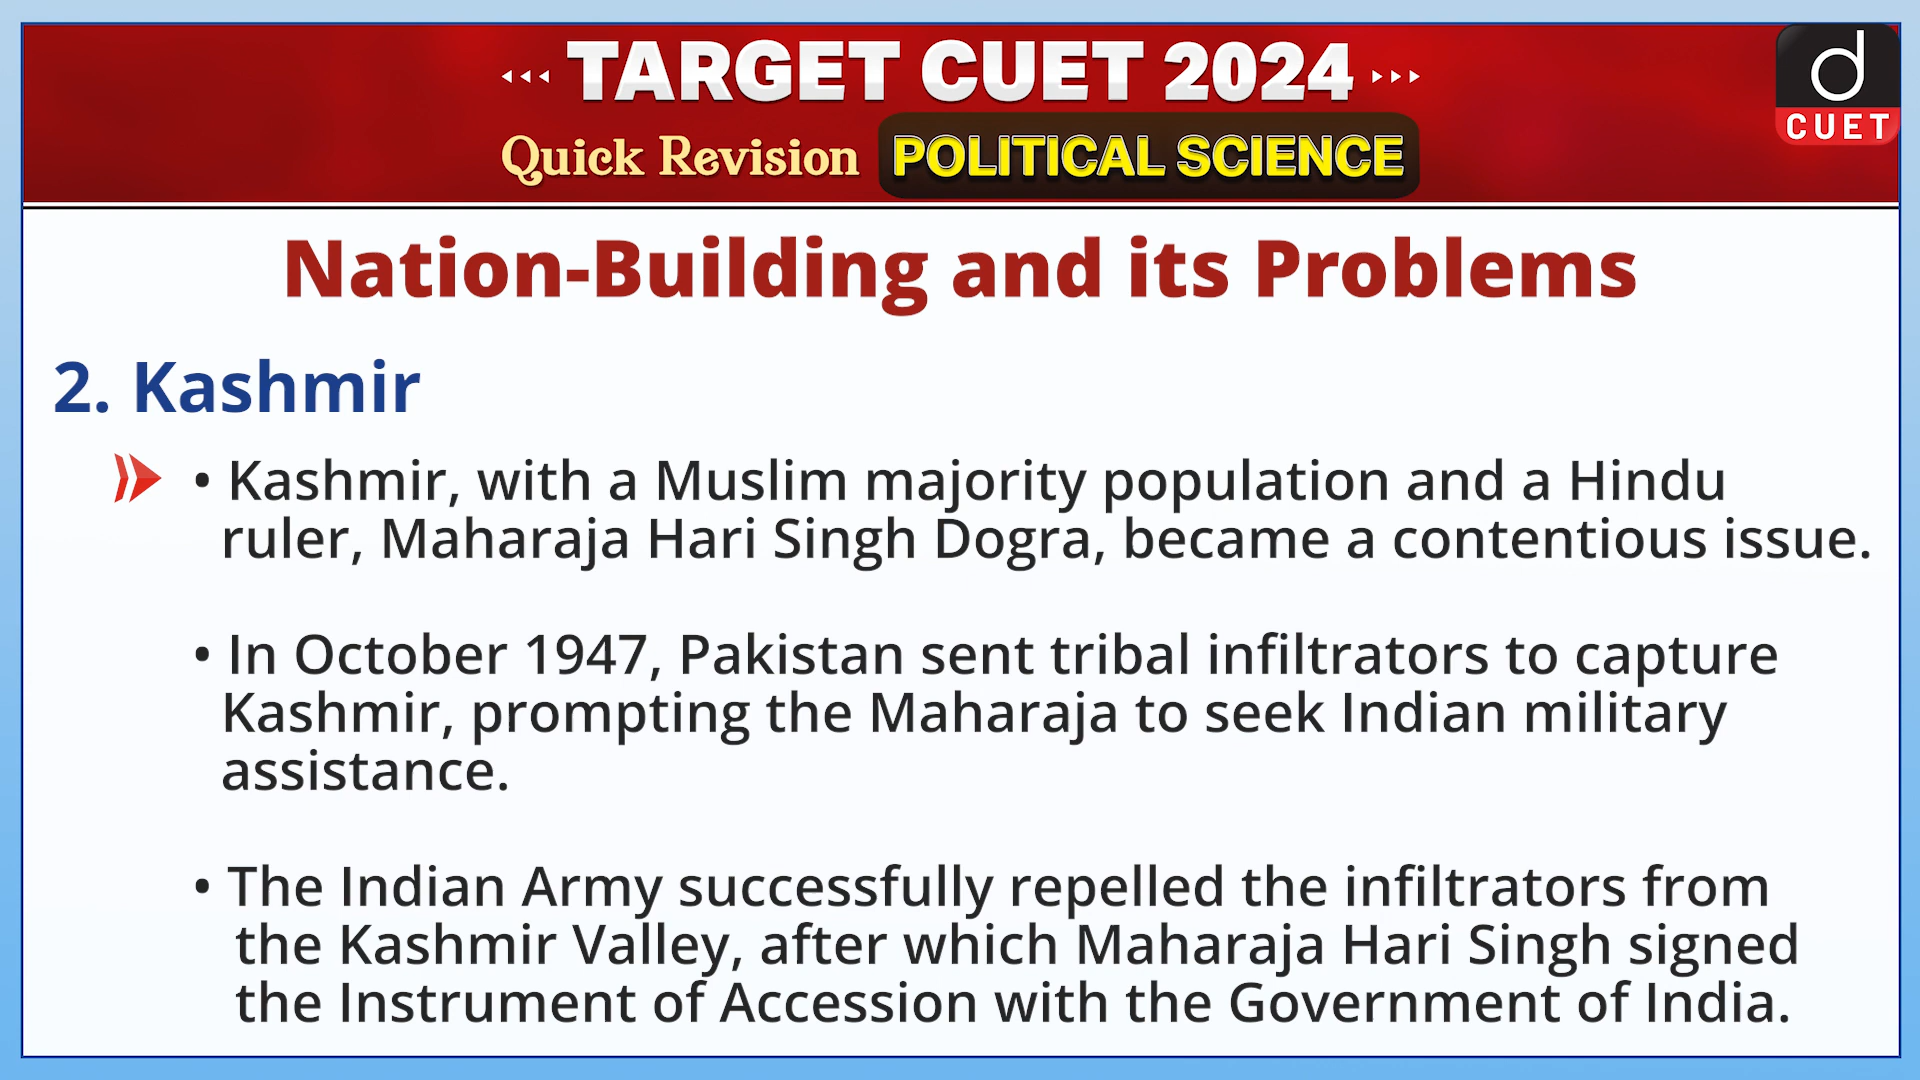 TARGET CUET 2024
Quick Revision POLITICAL SCIENCE
d
CUET
Nation-Building and its Problems
2. Kashmir
• Kashmir, with a Muslim majority population and a Hindu
ruler, Maharaja Hari Singh Dogra, became a contentious issue.
• In October 1947, Pakistan sent tribal infiltrators to capture
Kashmir, prompting the Maharaja to seek Indian military
assistance.
• The Indian Army successfully repelled the infiltrators from
the Kashmir Valley, after which Maharaja Hari Singh signed
the Instrument of Accession with the Government of India.